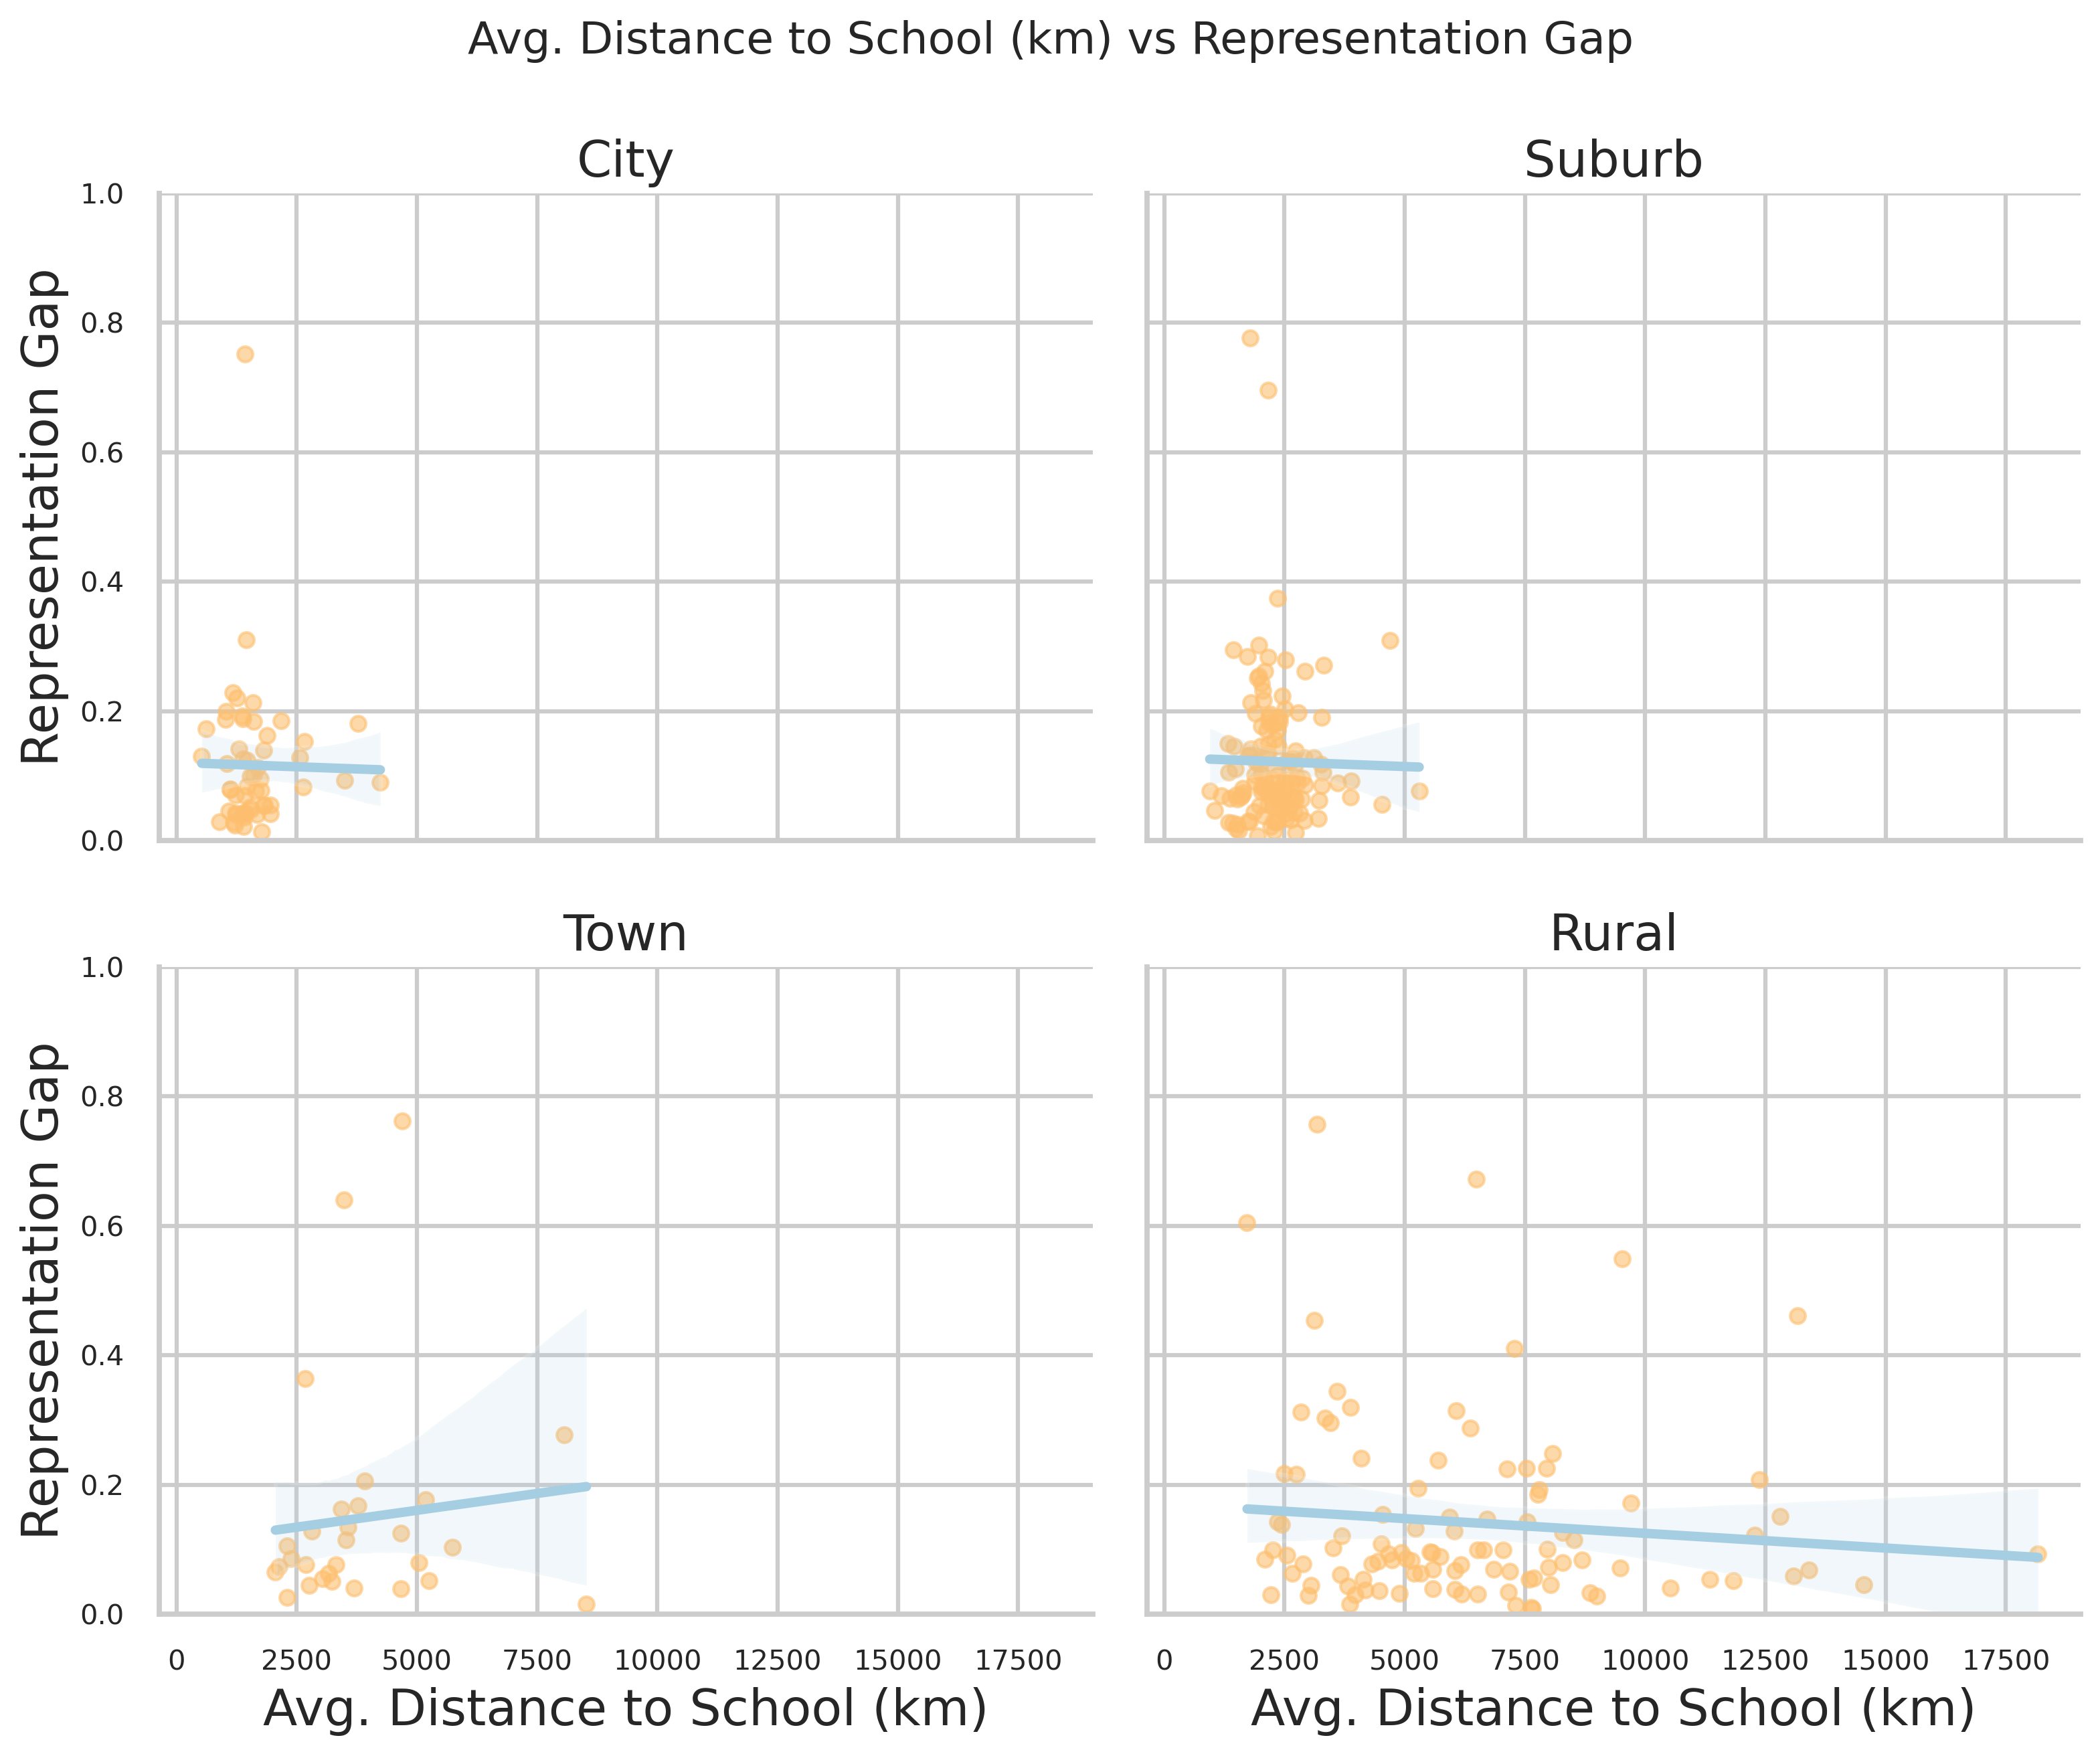 Avg. Distance to School (km) vs Representation Gap
City
Suburb
1.0
0.8
0.6
0.4
0.2
0.0
Representation Gap
Town
Rural
1.0
0.8
0.6
0.4
0.2
0.0
Representation Gap
0 2500 5000 7500 10000 12500 15000 17500
0 2500 5000 7500 10000 12500 15000 17500
Avg. Distance to School (km)
Avg. Distance to School (km)